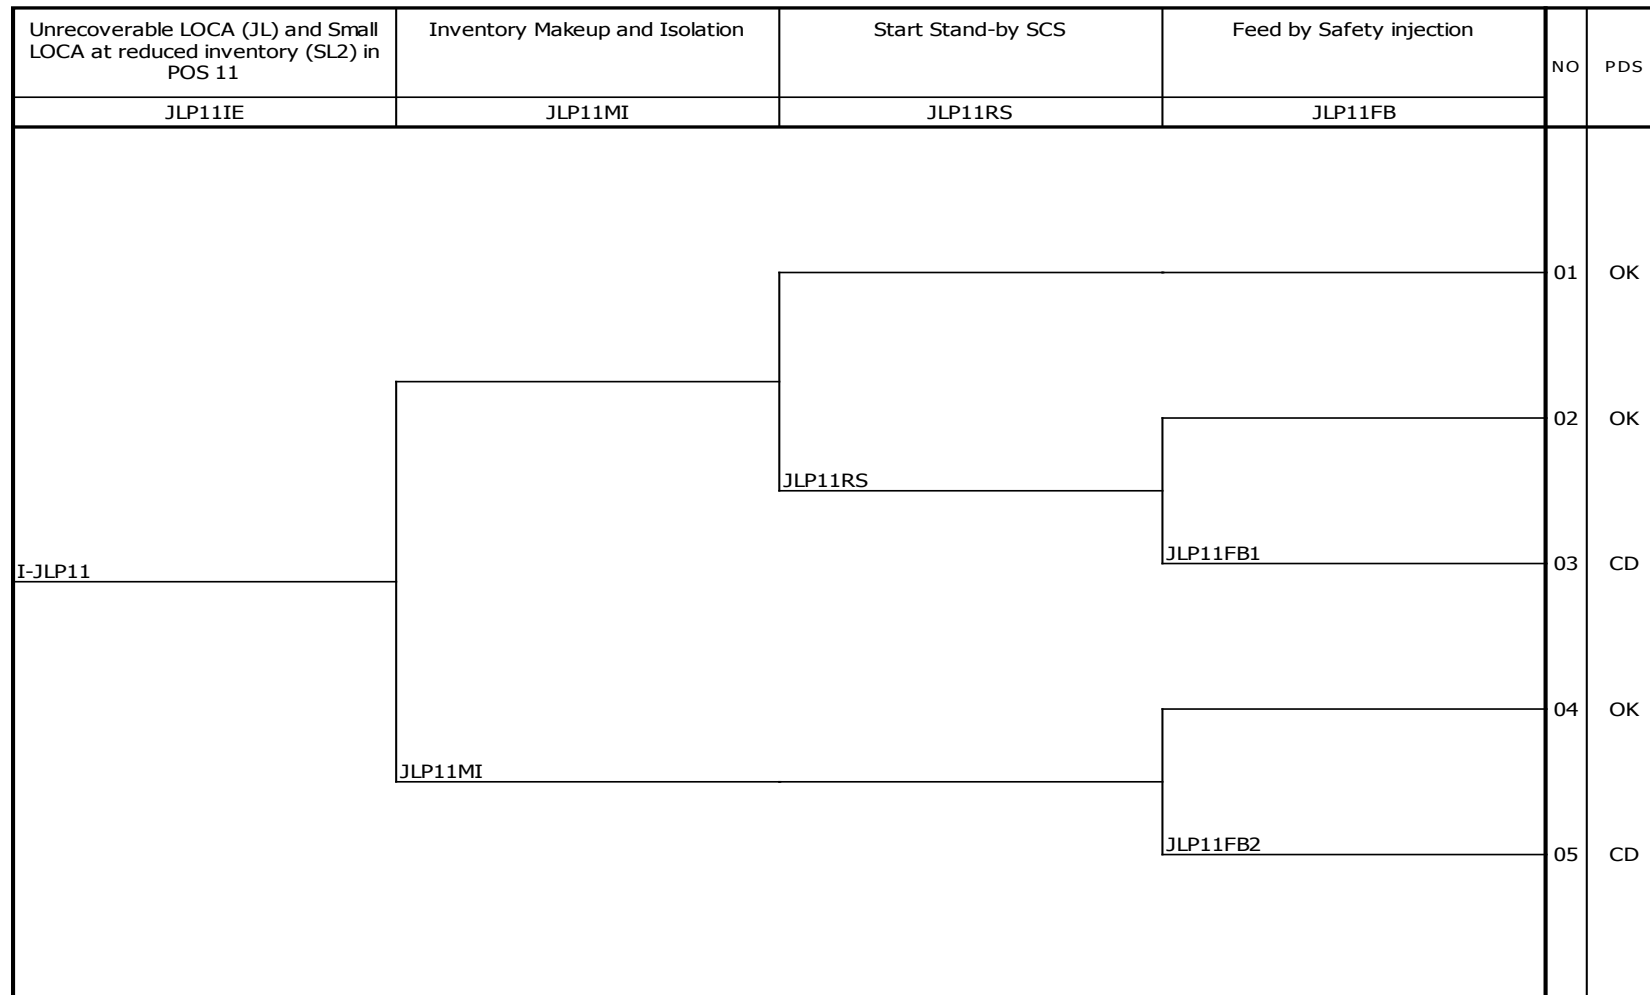 Unrecoverable LOCA (JL) and Small
LOCA at reduced inventory (SL2) in
POS 11
Inventory Makeup and Isolation
Start Stand-by SCS
Feed by Safety injection
NO
PDS
JLP11IE
JLP11MI
JLP11RS
JLP11FB
01
OK
02
OK
JLP11RS
JLP11FB1
03
CD
I-JLP11
04
OK
JLP11MI
JLP11FB2
05
CD